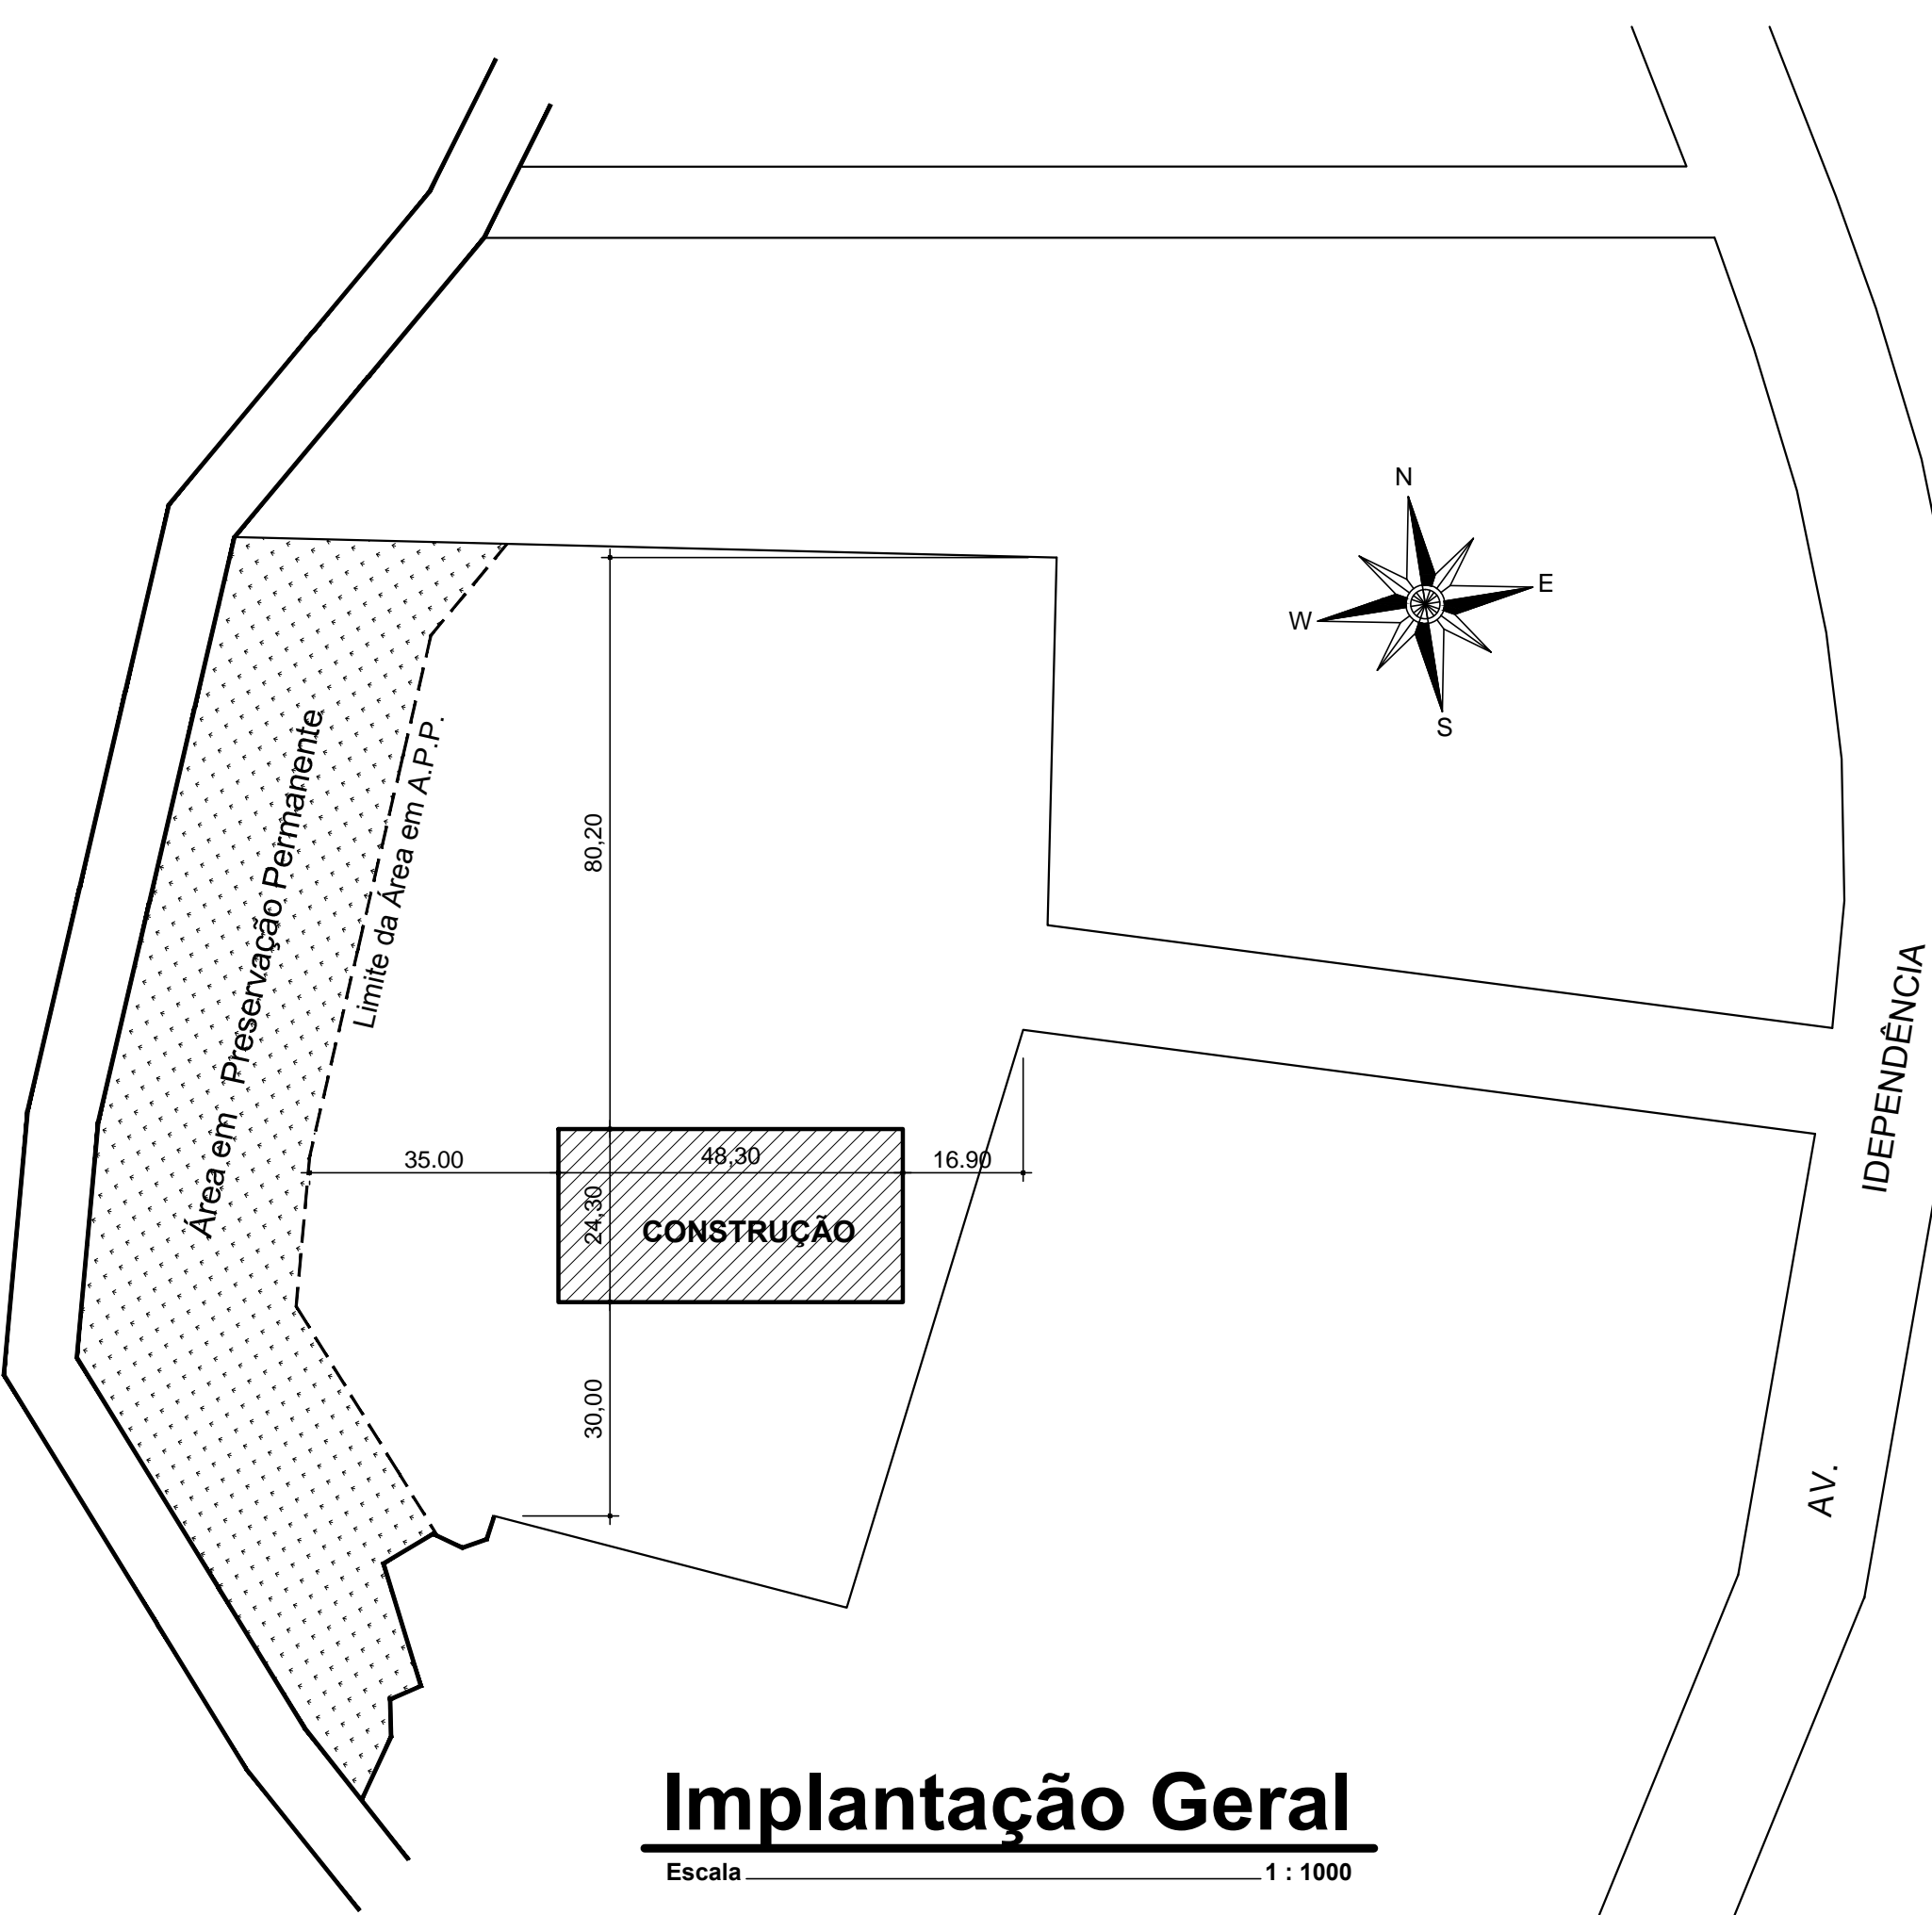 N
E
W
S
Área em Preservação Permanente
Limite da Área em A.P.P.
80,20
IDEPENDÊNCIA
35.00
48,30
16.90
24,30
CONSTRUÇÃO
30,00
AV.
Implantação Geral
Escala 1 : 1000